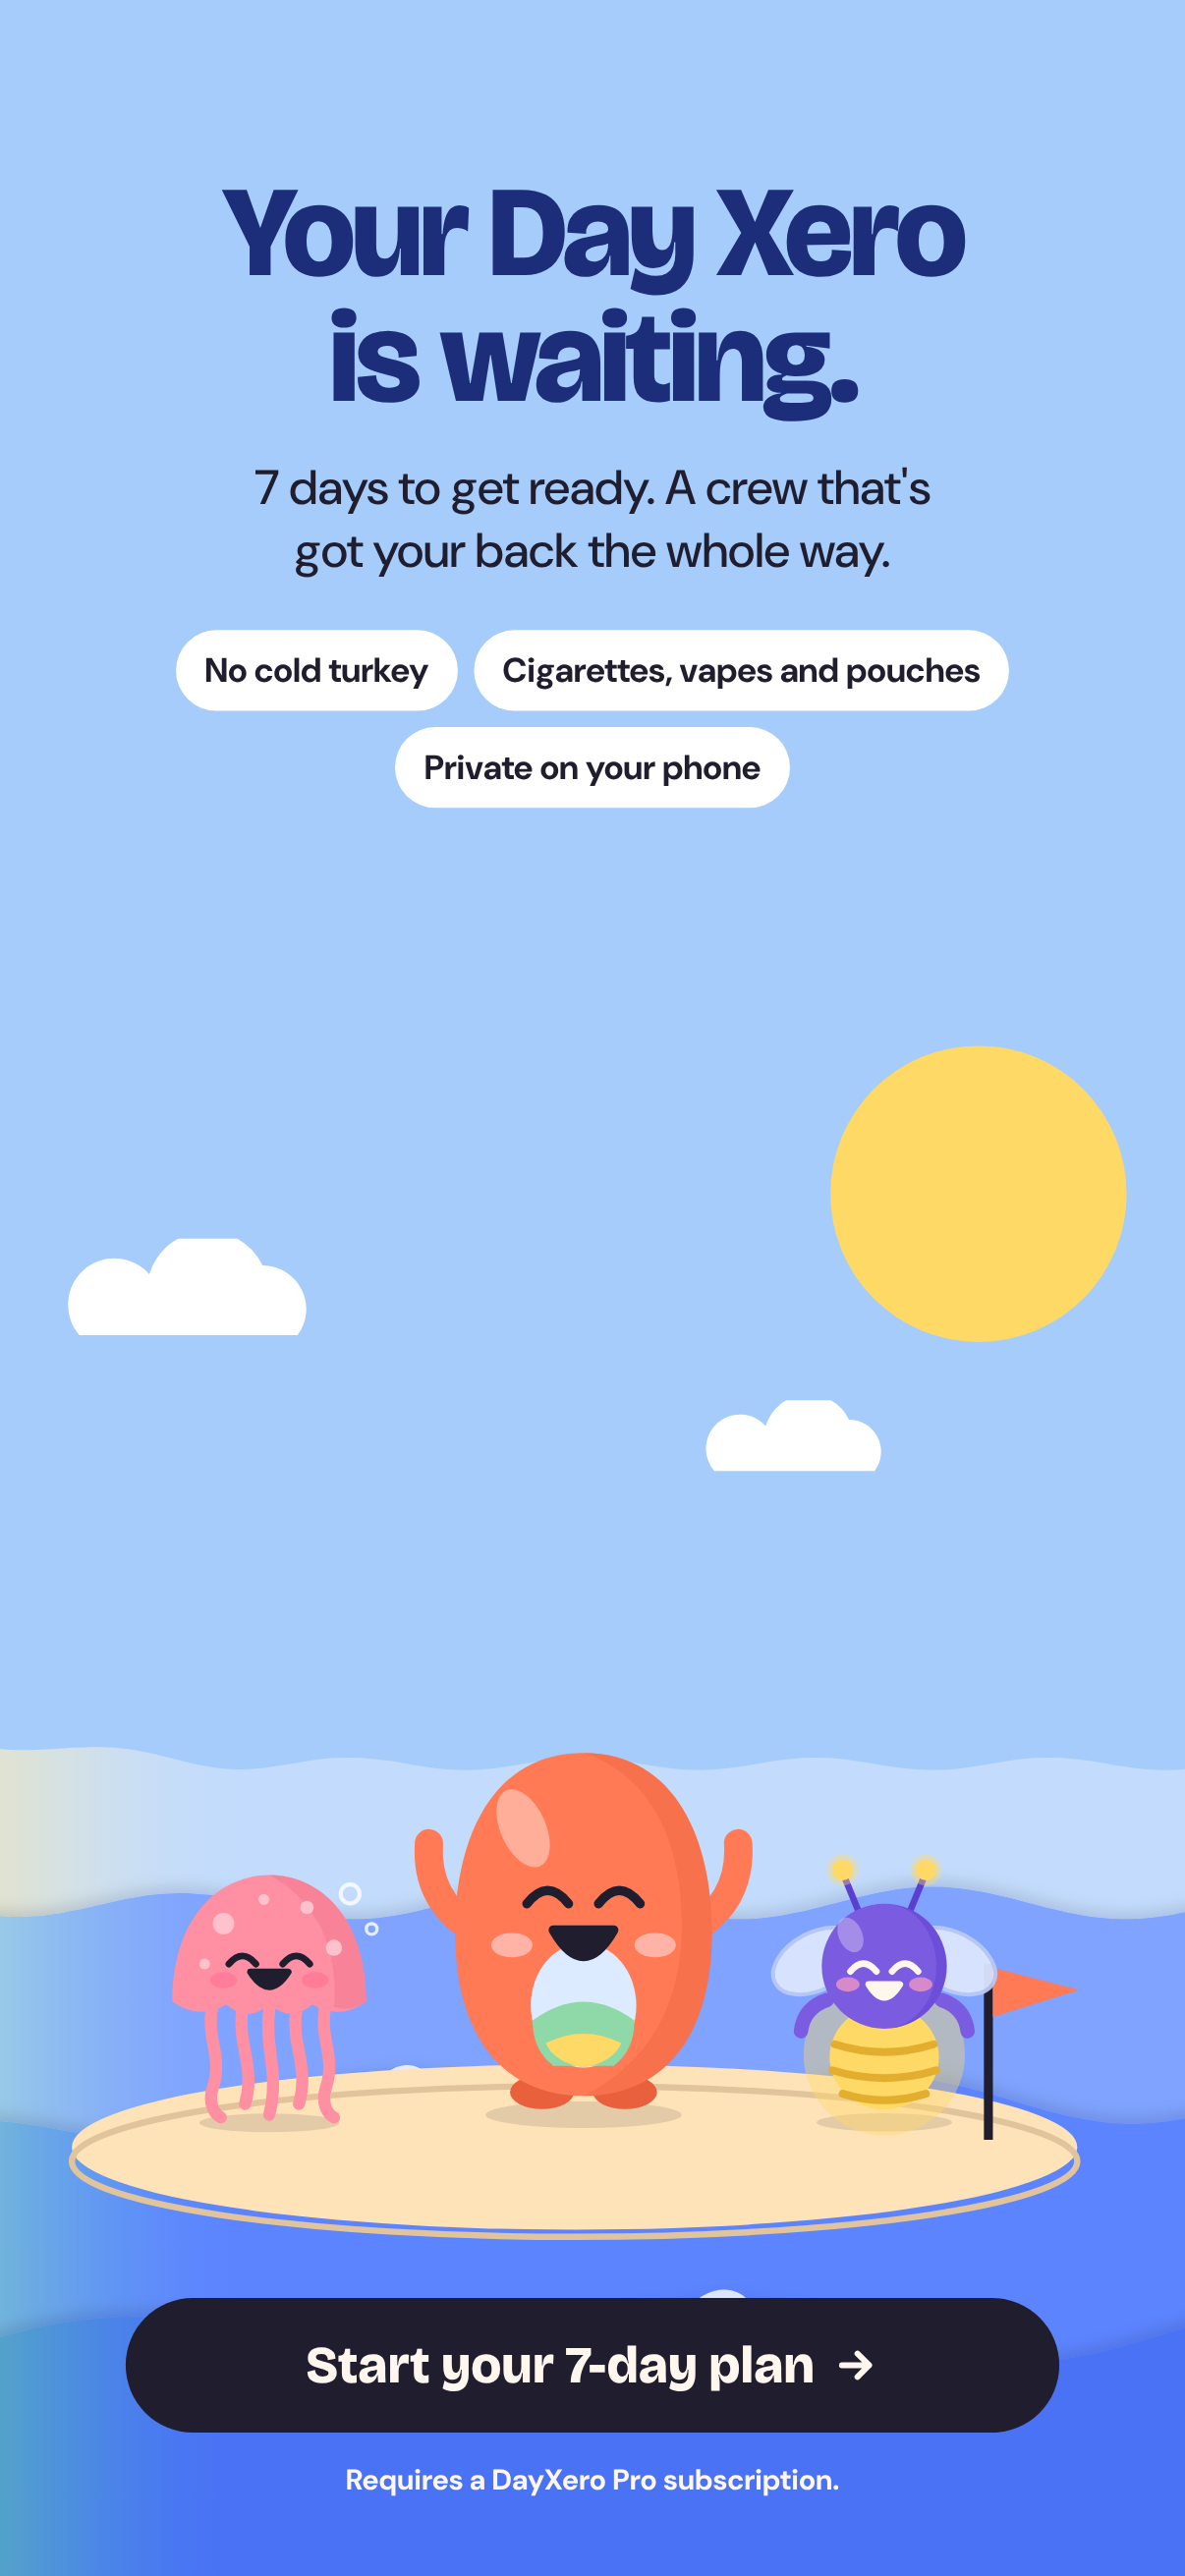 Your Day Xero
is waiting.
7 days to get ready. A crew that's
got your back the whole way.
No cold turkey
Cigarettes, vapes and pouches
Private on your phone
Start your 7-day plan →
Requires a DayXero Pro subscription.